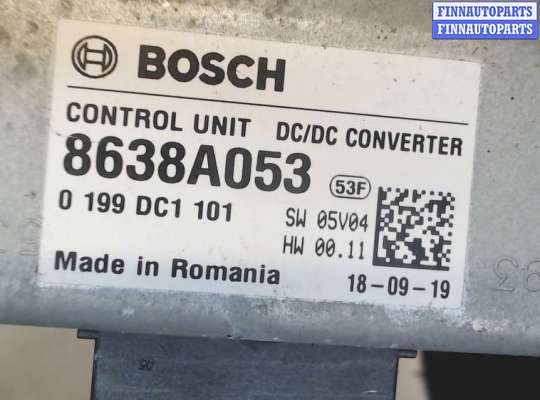 FINNAUTOPARTS
FINNAUTOPARTS
BOSCH
CONTROL UNIT DC/DC CONVERTER
8638A053 53F
0 199 DC1 101
SW 05V04
HW 00.11
Made in Romania 18-09-19